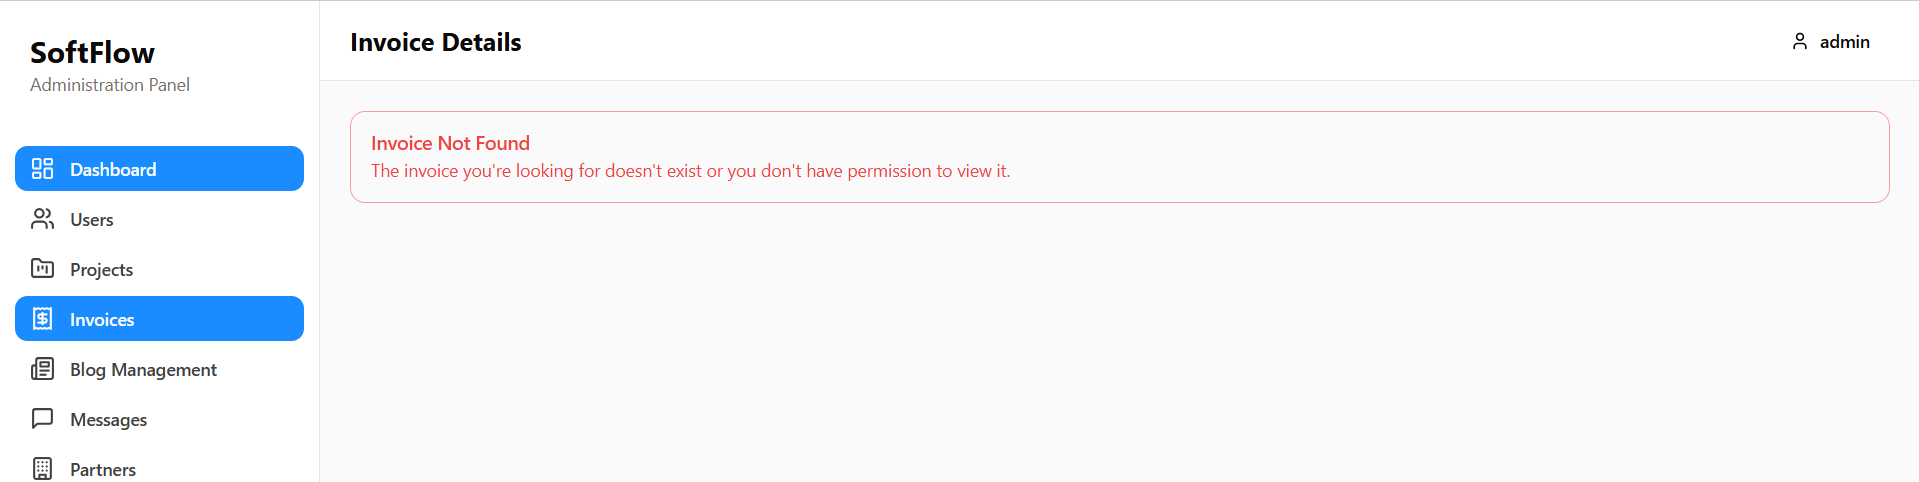 SoftFlow
Administration Panel
Dashboard
Users
Projects
Invoices
Blog Management
Messages
Partners
Invoice Details
admin
Invoice Not Found
The invoice you're looking for doesn't exist or you don't have permission to view it.